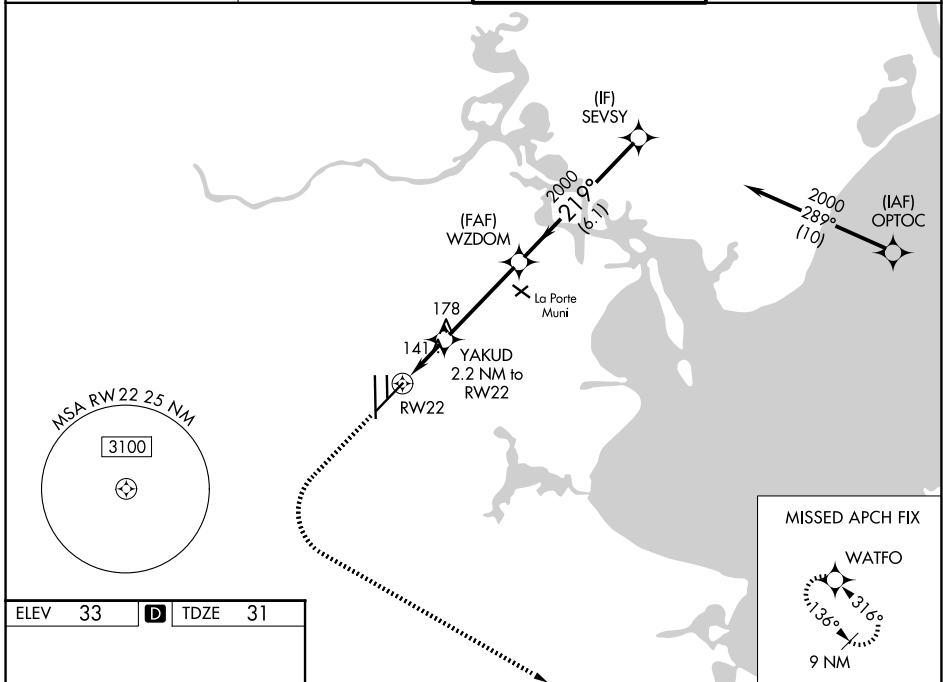 (IF)
SEVSY
2000
219°
(6.1)
2000
289°
(10)
(IAF)
OPTOC
(FAF)
WZDOM
La Porte
Muni
178
141
YAKUD
2.2 NM to
RW22
RW22
MSA RW22 25 NM
3100
MISSED APCH FIX
WATFO
316°
136°
9 NM
ELEV 33 D TDZE 31